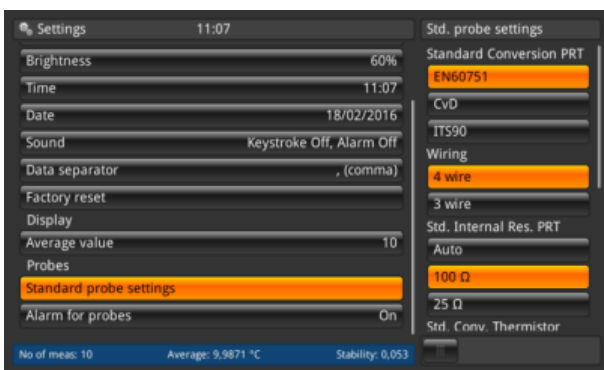 Settings 11:07
Brightness 60%
Time 11:07
Date 18/02/2016
Sound Keystroke Off, Alarm Off
Data separator , (comma)
Factory reset
Display
Average value 10
Probes
Standard probe settings
Alarm for probes On
No of meas: 10 Average: 9,9871 °C Stability: 0,053
Std. probe settings
Standard Conversion PRT
EN60751
CvD
ITS90
Wiring
4 wire
3 wire
Std. Internal Res. PRT
Auto
100 Ω
25 Ω
Std. Conv. Thermistor